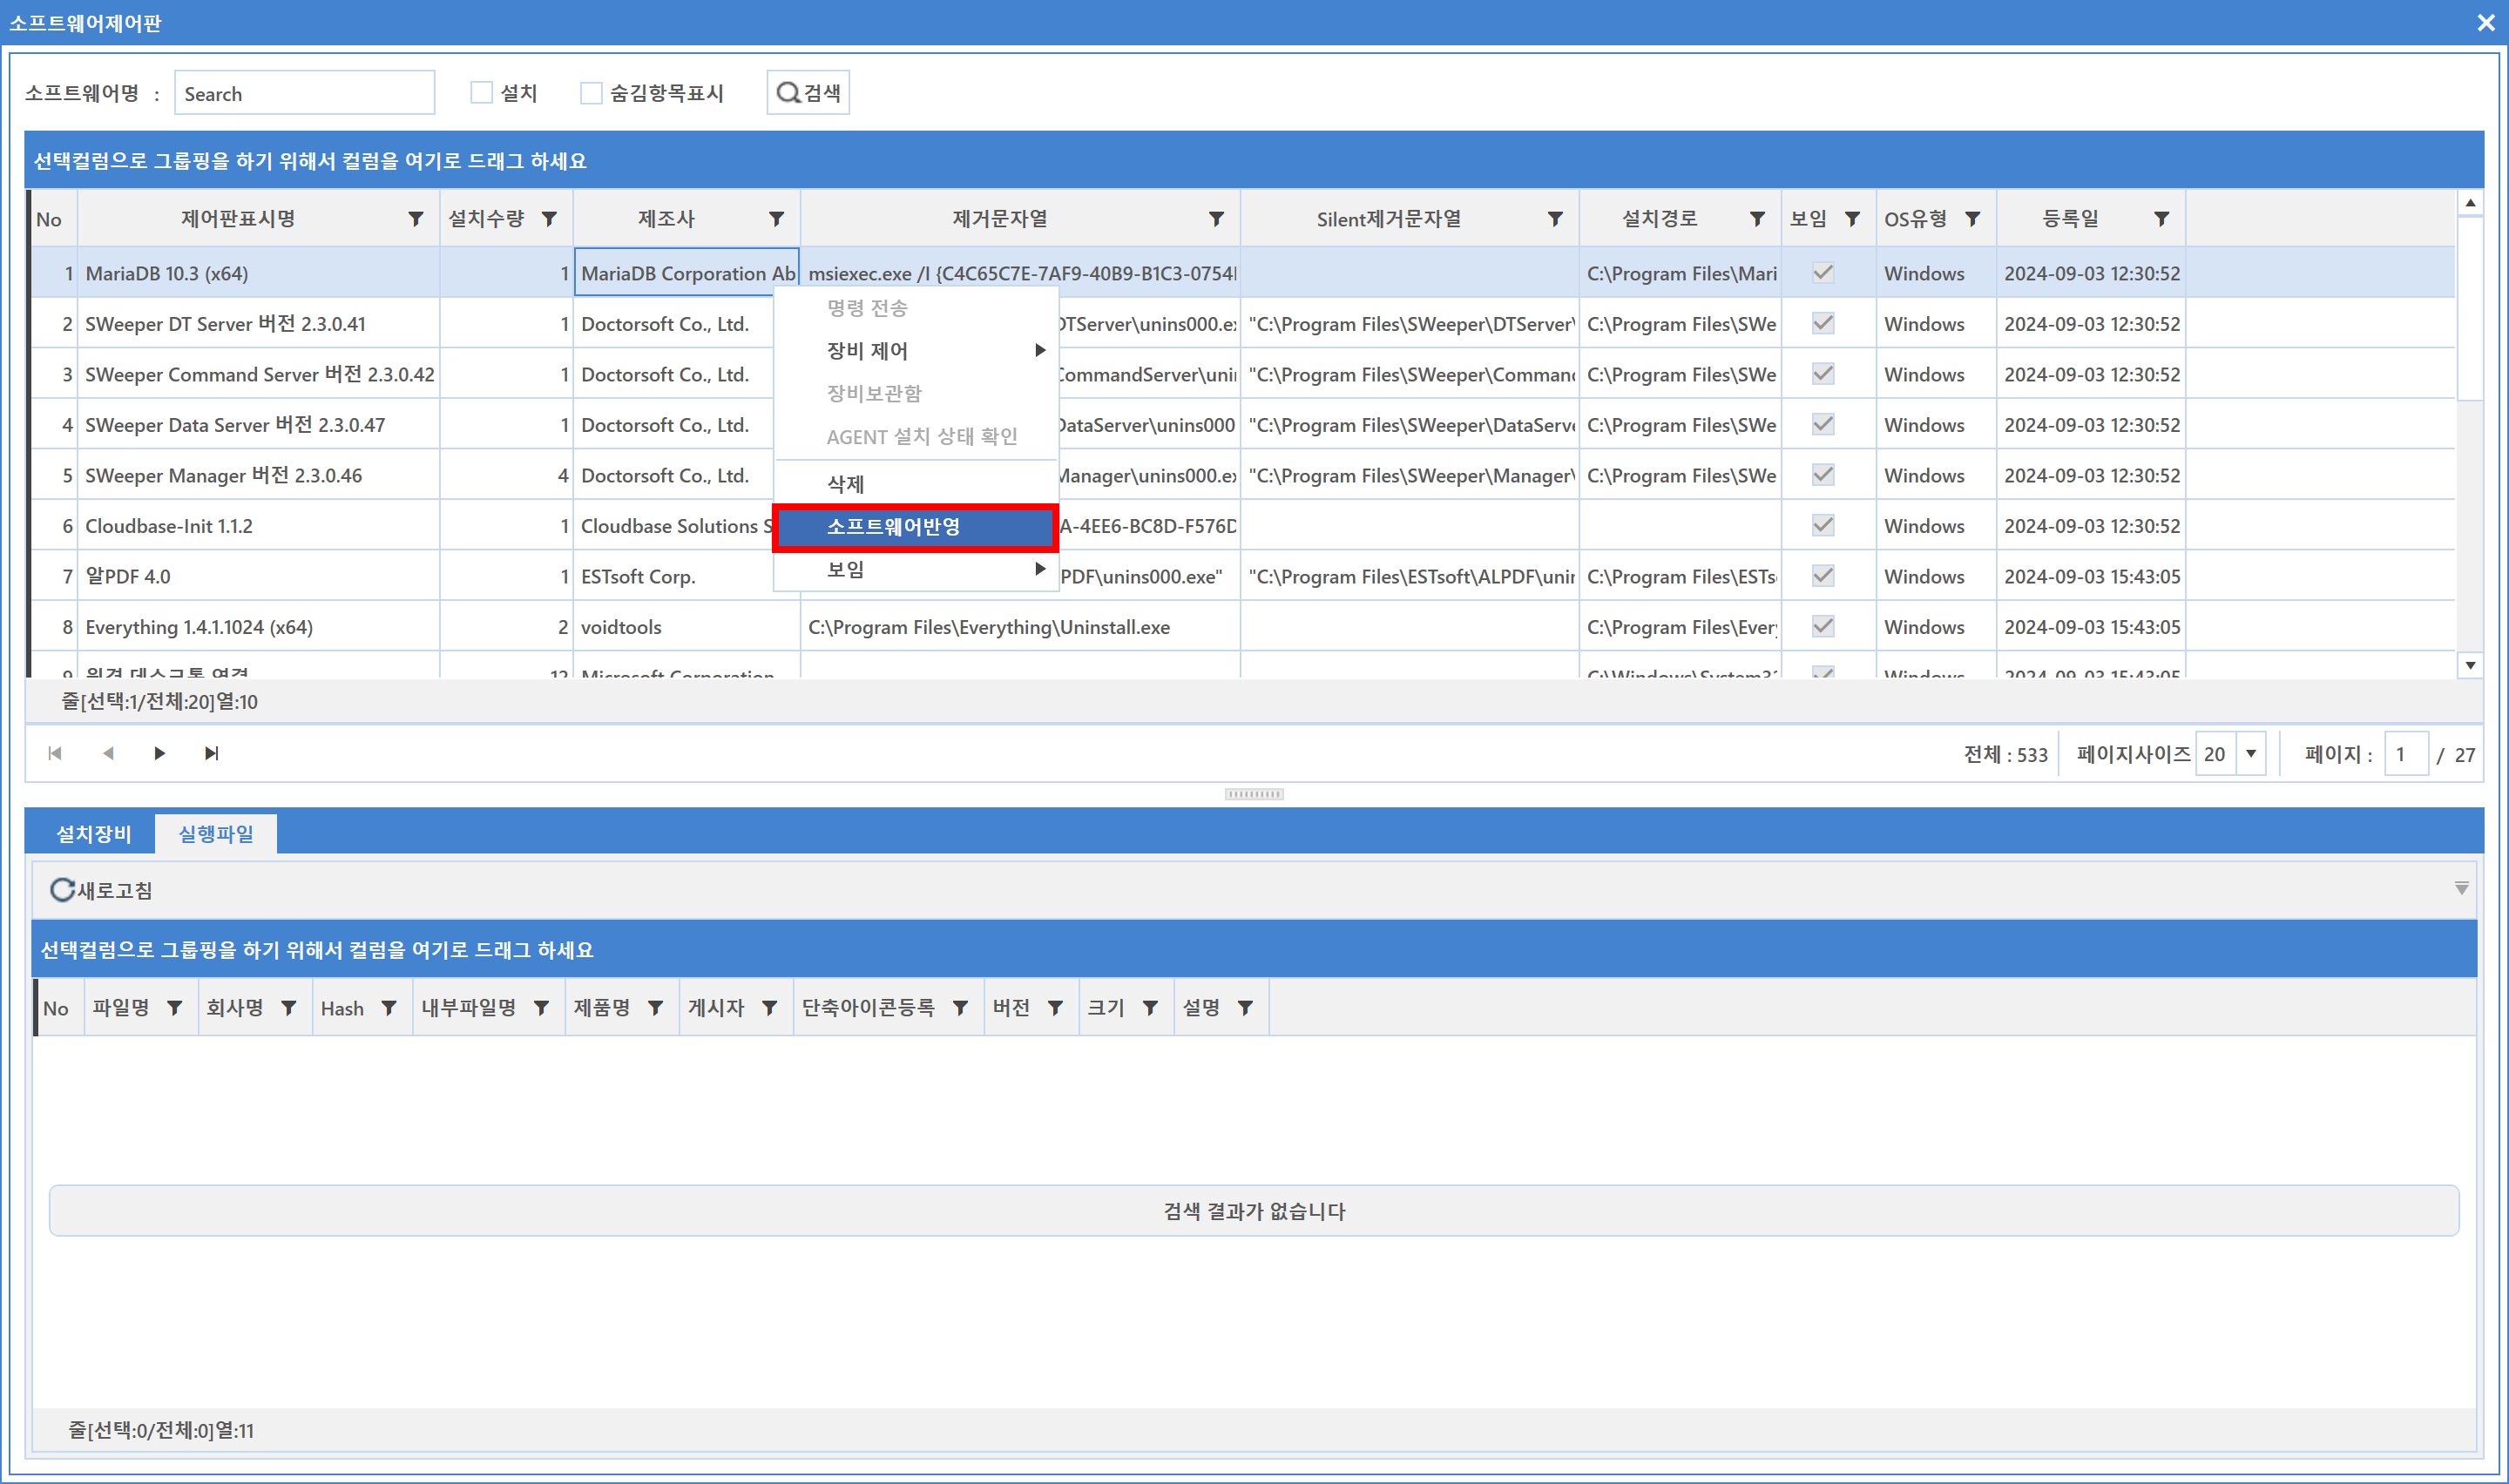 소프트웨어제어판
소프트웨어명 : Search 설치 숨김항목표시 검색
선택컬럼으로 그룹핑을 하기 위해서 컬럼을 여기로 드래그 하세요
No 제어판표시명 설치수량 제조사 제거문자열 Silent제거문자열 설치경로 보임 OS유형 등록일
1 MariaDB 10.3 (x64) 1 MariaDB Corporation Ab msiexec.exe /I {C4C65C7E-7AF9-40B9-B1C3-0754 C:\Program Files\Mari Windows 2024-09-03 12:30:52
명령 전송
2 SWeeper DT Server 버전 2.3.0.41 1 Doctorsoft Co., Ltd. DTServer\unins000.ex "C:\Program Files\SWeeper\DTServer\ C:\Program Files\SWe Windows 2024-09-03 12:30:52
장비 제어
3 SWeeper Command Server 버전 2.3.0.42 1 Doctorsoft Co., Ltd. CommandServer\unin "C:\Program Files\SWeeper\Comman C:\Program Files\SWe Windows 2024-09-03 12:30:52
장비보관함
4 SWeeper Data Server 버전 2.3.0.47 1 Doctorsoft Co., Ltd. DataServer\unins000 "C:\Program Files\SWeeper\DataServe C:\Program Files\SWe Windows 2024-09-03 12:30:52
AGENT 설치 상태 확인
5 SWeeper Manager 버전 2.3.0.46 4 Doctorsoft Co., Ltd. Manager\unins000.ex "C:\Program Files\SWeeper\Manager\ C:\Program Files\SWe Windows 2024-09-03 12:30:52
삭제
6 Cloudbase-Init 1.1.2 1 Cloudbase Solutions S A-4EE6-BC8D-F576D Windows 2024-09-03 12:30:52
소프트웨어반영
보임
7 알PDF 4.0 1 ESTsoft Corp. PDF\unins000.exe" "C:\Program Files\ESTsoft\ALPDF\unin C:\Program Files\ESTs Windows 2024-09-03 15:43:05
8 Everything 1.4.1.1024 (x64) 2 voidtools C:\Program Files\Everything\Uninstall.exe C:\Program Files\Every Windows 2024-09-03 15:43:05
9 원격 데스크톱 연결 12 Microsoft Corporation C:\Windows\System3 Windows 2024-09-03 15:43:05
줄[선택:1/전체:20]열:10
전체 : 533 페이지사이즈 20 페이지 : 1 / 27
설치장비 실행파일
새로고침
선택컬럼으로 그룹핑을 하기 위해서 컬럼을 여기로 드래그 하세요
No 파일명 회사명 Hash 내부파일명 제품명 게시자 단축아이콘등록 버전 크기 설명
검색 결과가 없습니다
줄[선택:0/전체:0]열:11